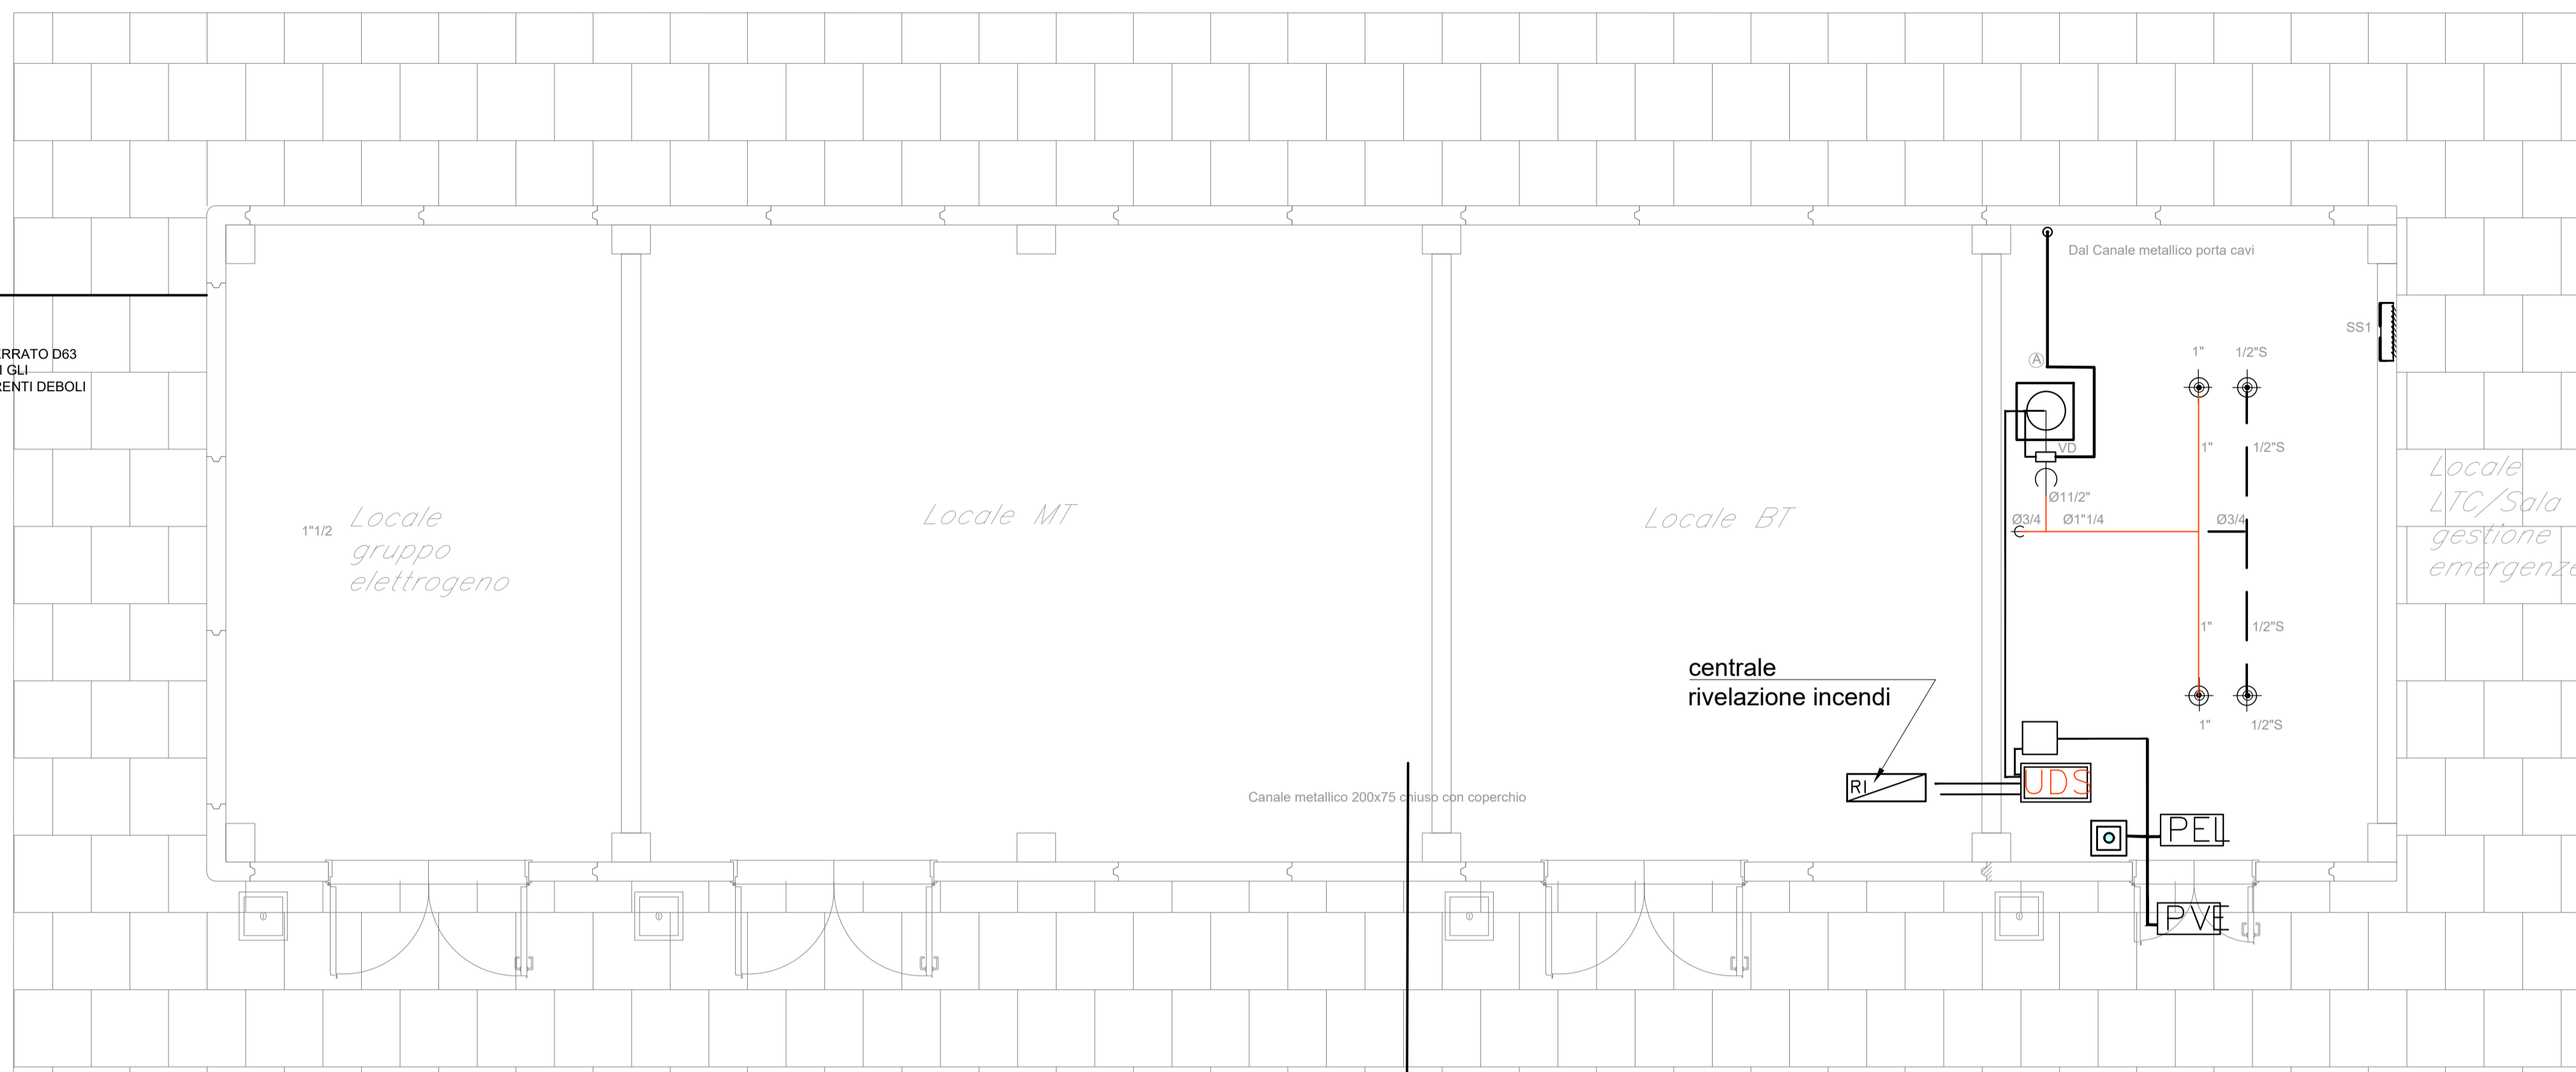 ERRATO D63
I GLI
RENTI DEBOLI
1"1/2
Locale
gruppo
elettrogeno
Locale MT
Canale metallico 200x75 chiuso con coperchio
Locale BT
centrale
rivelazione incendi
RI
Dal Canale metallico porta cavi
A
VD
Ø11/2"
Ø3/4
Ø1"1/4
Ø3/4
1"
1/2"S
1"
1/2"S
1"
1/2"S
1"
1/2"S
SS1
UDS
PEL
PVE
Locale
LTC/Sala
gestione
emergenze